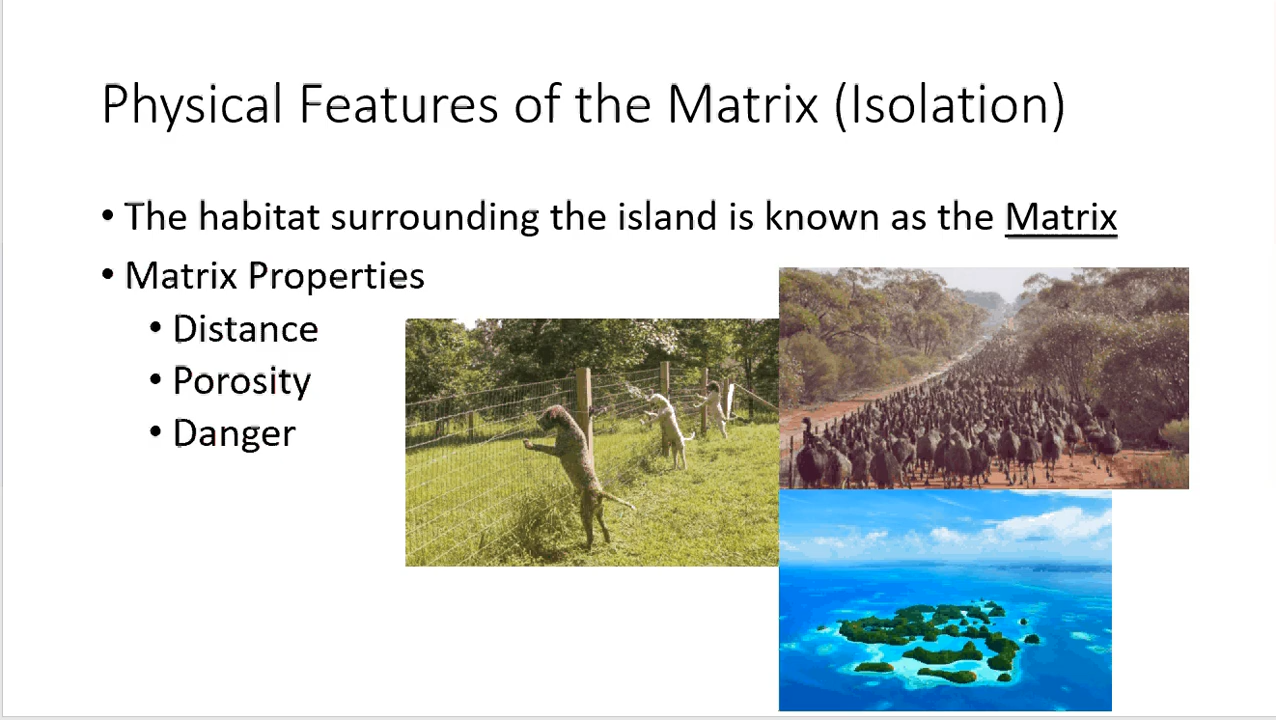 Physical Features of the Matrix (Isolation)
• The habitat surrounding the island is known as the Matrix
• Matrix Properties
• Distance
• Porosity
• Danger